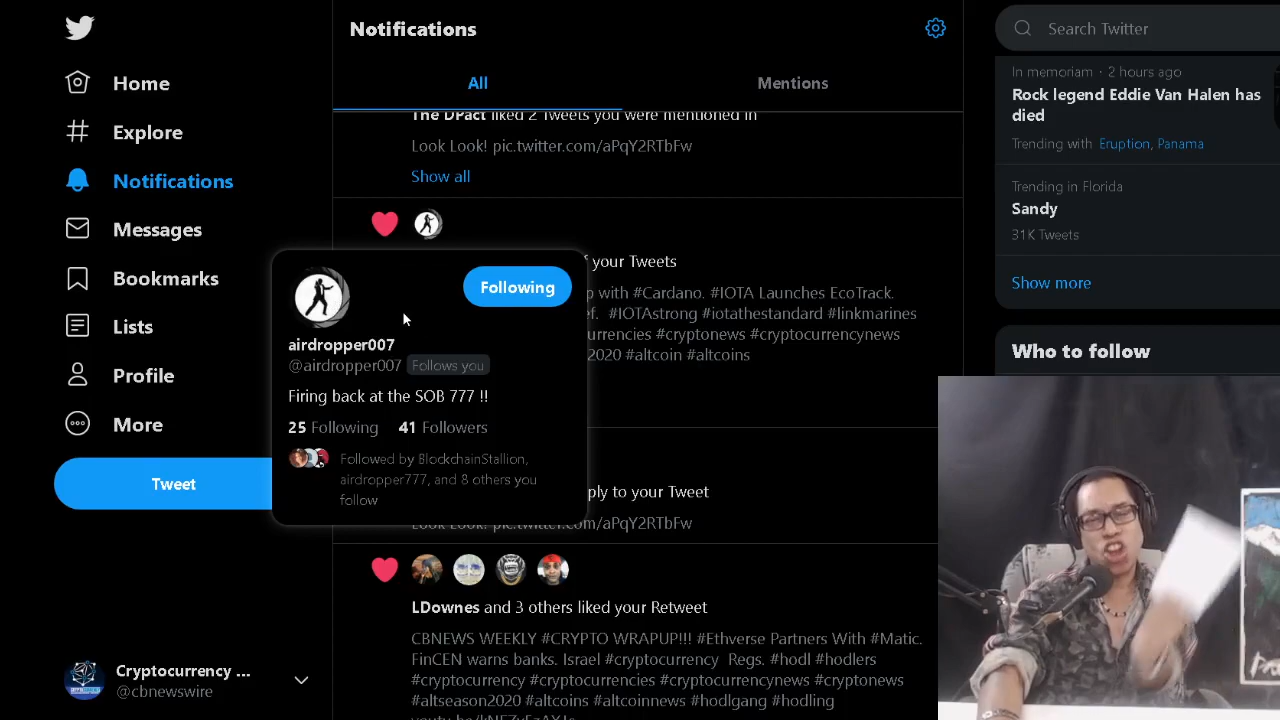 Home
Explore
Notifications
Messages
Bookmarks
Lists
Profile
More
Tweet
Cryptocurrency ...
@cbnewswire
Notifications
All
Mentions
The DPact liked 2 Tweets you were mentioned in
Look Look! pic.twitter.com/aPqY2RTbFw
Show all
Following
airdropper007
@airdropper007 Follows you
Firing back at the SOB 777 !!
25 Following 41 Followers
Followed by BlockchainStallion,
airdropper777, and 8 others you
follow
your Tweets
p with #Cardano. #IOTA Launches EcoTrack.
#IOTAstrong #iotathestandard #linkmarines
urrencies #cryptonews #cryptocurrencynews
2020 #altcoin #altcoins
ply to your Tweet
Look Look! pic.twitter.com/aPqY2RTbFw
LDownes and 3 others liked your Retweet
CBNEWS WEEKLY #CRYPTO WRAPUP!!! #Ethverse Partners With #Matic.
FinCEN warns banks. Israel #cryptocurrency Regs. #hodl #hodlers
#cryptocurrency #cryptocurrencies #cryptocurrencynews #cryptonews
#altseason2020 #altcoins #altcoinnews #hodlgang #hodling
Search Twitter
In memoriam · 2 hours ago
Rock legend Eddie Van Halen has
died
Trending with Eruption, Panama
Trending in Florida
Sandy
31K Tweets
Show more
Who to follow